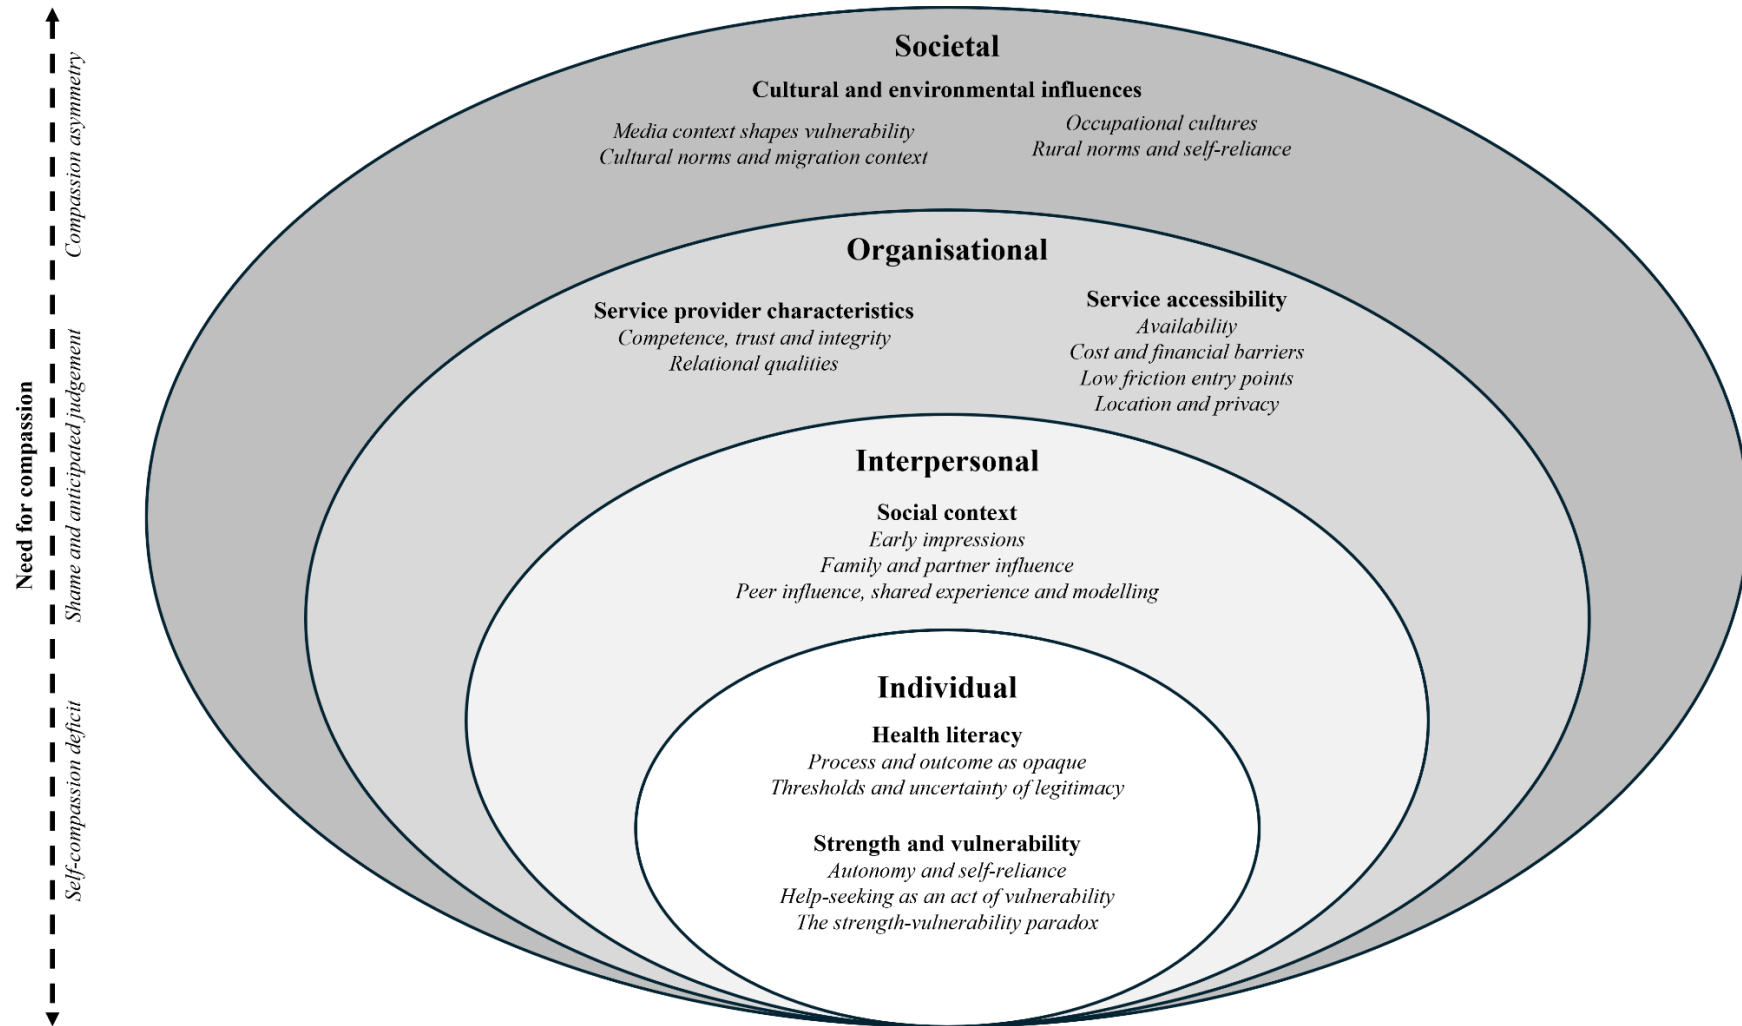 Need for compassion
Compassion asymmetry
Shame and anticipated judgement
Self-compassion deficit
Societal
Cultural and environmental influences
Media context shapes vulnerability
Cultural norms and migration context
Occupational cultures
Rural norms and self-reliance
Organisational
Service provider characteristics
Competence, trust and integrity
Relational qualities
Service accessibility
Availability
Cost and financial barriers
Low friction entry points
Location and privacy
Interpersonal
Social context
Early impressions
Family and partner influence
Peer influence, shared experience and modelling
Individual
Health literacy
Process and outcome as opaque
Thresholds and uncertainty of legitimacy
Strength and vulnerability
Autonomy and self-reliance
Help-seeking as an act of vulnerability
The strength-vulnerability paradox